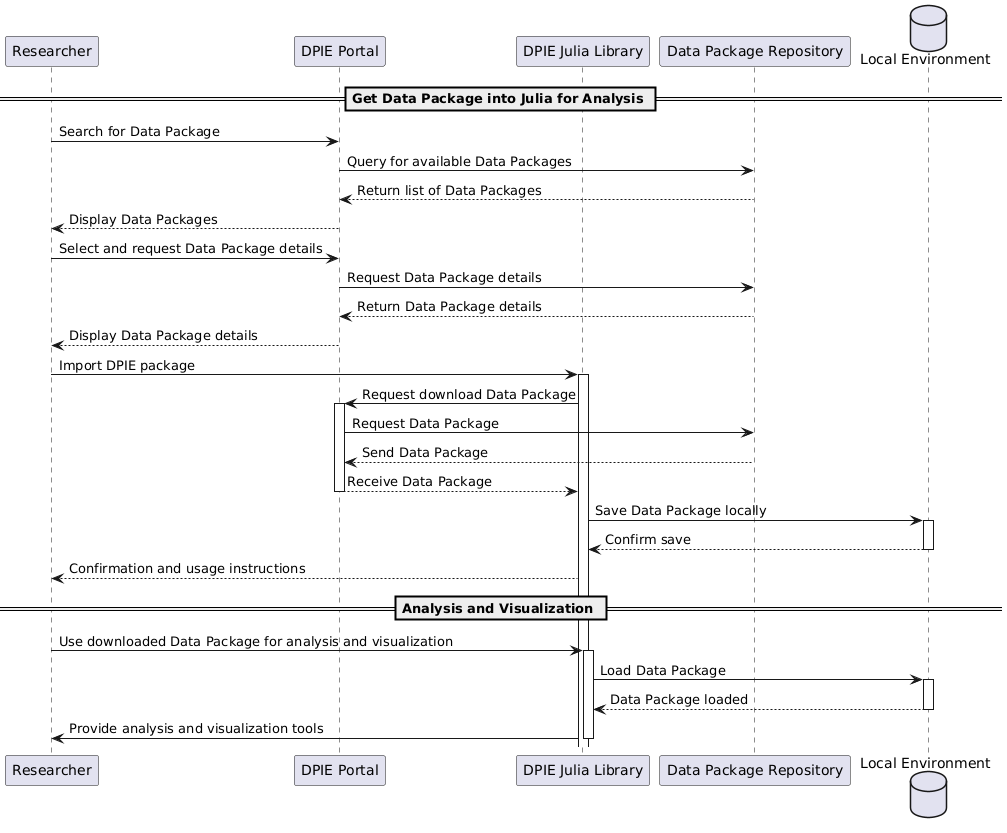 Researcher
DPIE Portal
DPIE Julia Library
Data Package Repository
Local Environment
Get Data Package into Julia for Analysis
Search for Data Package
Query for available Data Packages
Return list of Data Packages
Display Data Packages
Select and request Data Package details
Request Data Package details
Return Data Package details
Display Data Package details
Import DPIE package
Request download Data Package
Request Data Package
Send Data Package
Receive Data Package
Save Data Package locally
Confirm save
Confirmation and usage instructions
Analysis and Visualization
Use downloaded Data Package for analysis and visualization
Load Data Package
Data Package loaded
Provide analysis and visualization tools
Researcher
DPIE Portal
DPIE Julia Library
Data Package Repository
Local Environment